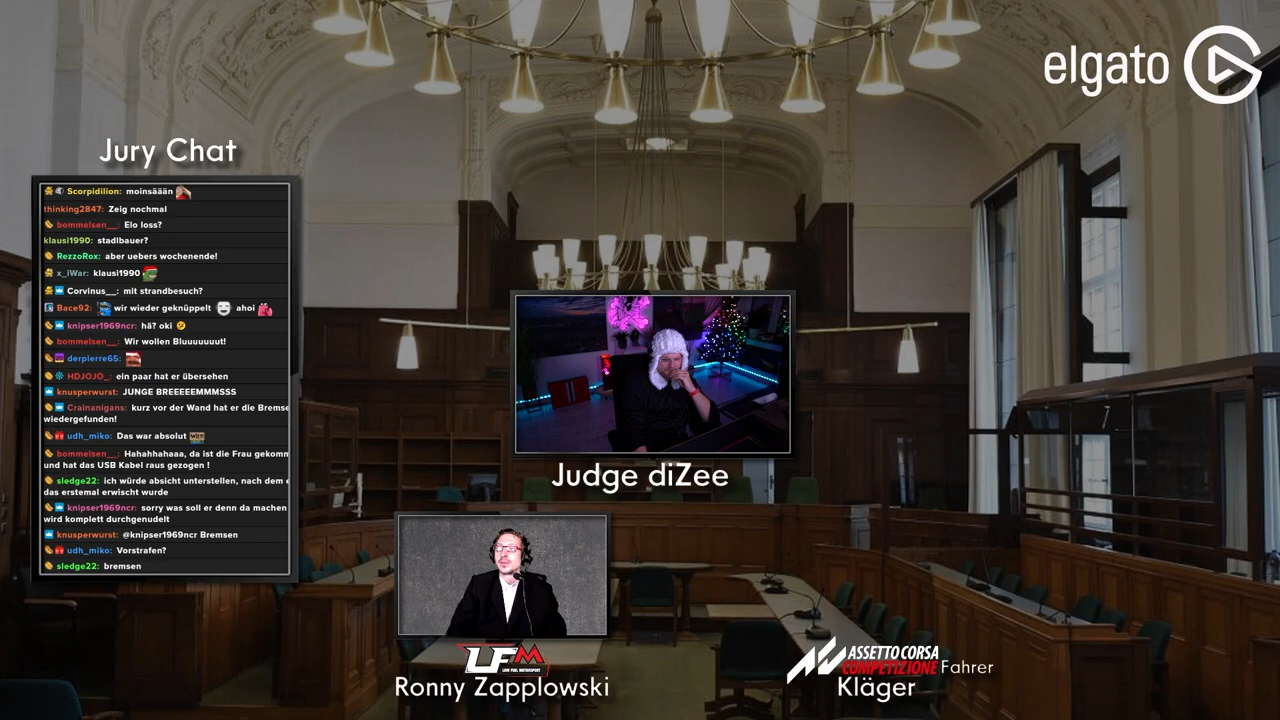 elgato
Jury Chat
Scorpidilion: moinsäään
thinking2847: Zeig nochmal
bommelsen__: Elo loss?
klausi1990: stadlbauer?
RezzoRox: aber uebers wochenende!
x_iWar: klausi1990
Corvinus__: mit strandbesuch?
Bace92: wir wieder geknüppelt ahoi
knipser1969ncr: hä? oki
bommelsen__: Wir wollen Bluuuuuuut!
derpierre65:
HDJOJO_: ein paar hat er übersehen
knusperwurst: JUNGE BREEEEEMMMSSS
Crainanigans: kurz vor der Wand hat er die Bremse
wiedergefunden!
udh_miko: Das war absolut
bommelsen__: Hahahhahaaa, da ist die Frau gekomm
und hat das USB Kabel raus gezogen !
sledge22: ich würde absicht unterstellen, nach dem
das erstemal erwischt wurde
knipser1969ncr: sorry was soll er denn da machen
wird komplett durchgenudelt
knusperwurst: @knipser1969ncr Bremsen
udh_miko: Vorstrafen?
sledge22: bremsen
Judge diZee
LFM
LOW FUEL MOTORSPORT
Ronny Zapplowski
ASSETTO CORSA
COMPETIZIONE Fahrer
Kläger